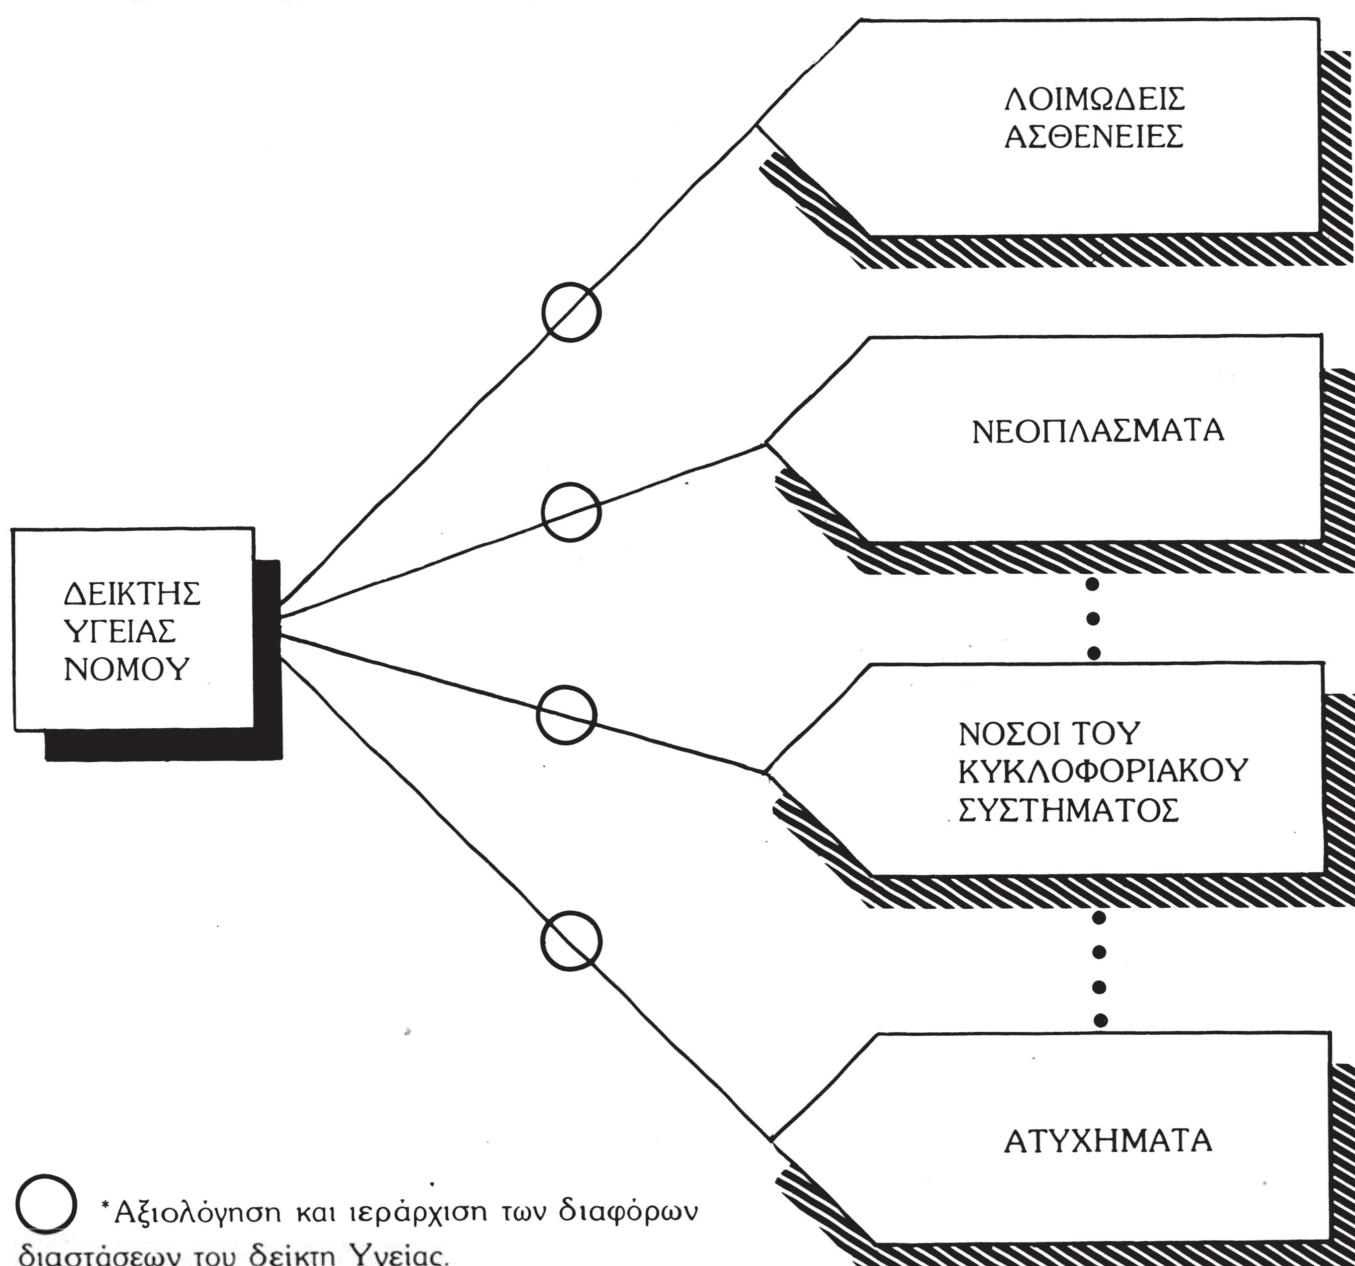 ΛΟΙΜΩΔΕΙΣ
ΑΣΘΕΝΕΙΕΣ
ΝΕΟΠΛΑΣΜΑΤΑ
ΔΕΙΚΤΗΣ
ΥΓΕΙΑΣ
ΝΟΜΟΥ
ΝΟΣΟΙ ΤΟΥ
ΚΥΚΛΟΦΟΡΙΑΚΟΥ
ΣΥΣΤΗΜΑΤΟΣ
ΑΤΥΧΗΜΑΤΑ
*Αξιολόγηση και ιεράρχιση των διαφόρων
διαστάσεων του δείκτη Υγείας.